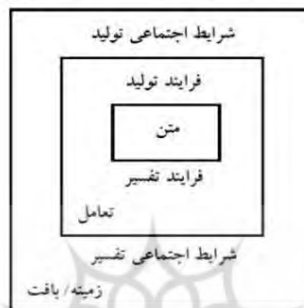 شرایط اجتماعی تولید
فرایند تولید
متن
فرایند تفسیر
تعامل
شرایط اجتماعی تفسیر
زمینه/ بافت